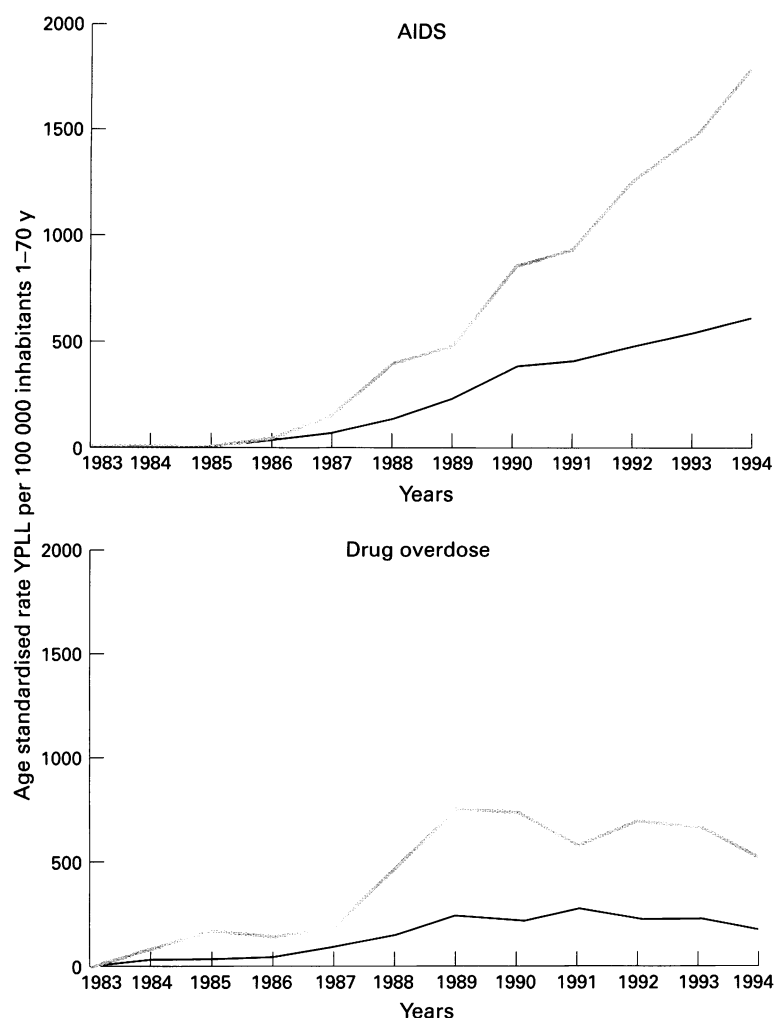 Age standardised rate YPLL per 100 000 inhabitants 1–70 y
AIDS
2000
1500
1000
500
0
1983 1984 1985 1986 1987 1988 1989 1990 1991 1992 1993 1994
Years
Drug overdose
2000
1500
1000
500
0
1983 1984 1985 1986 1987 1988 1989 1990 1991 1992 1993 1994
Years